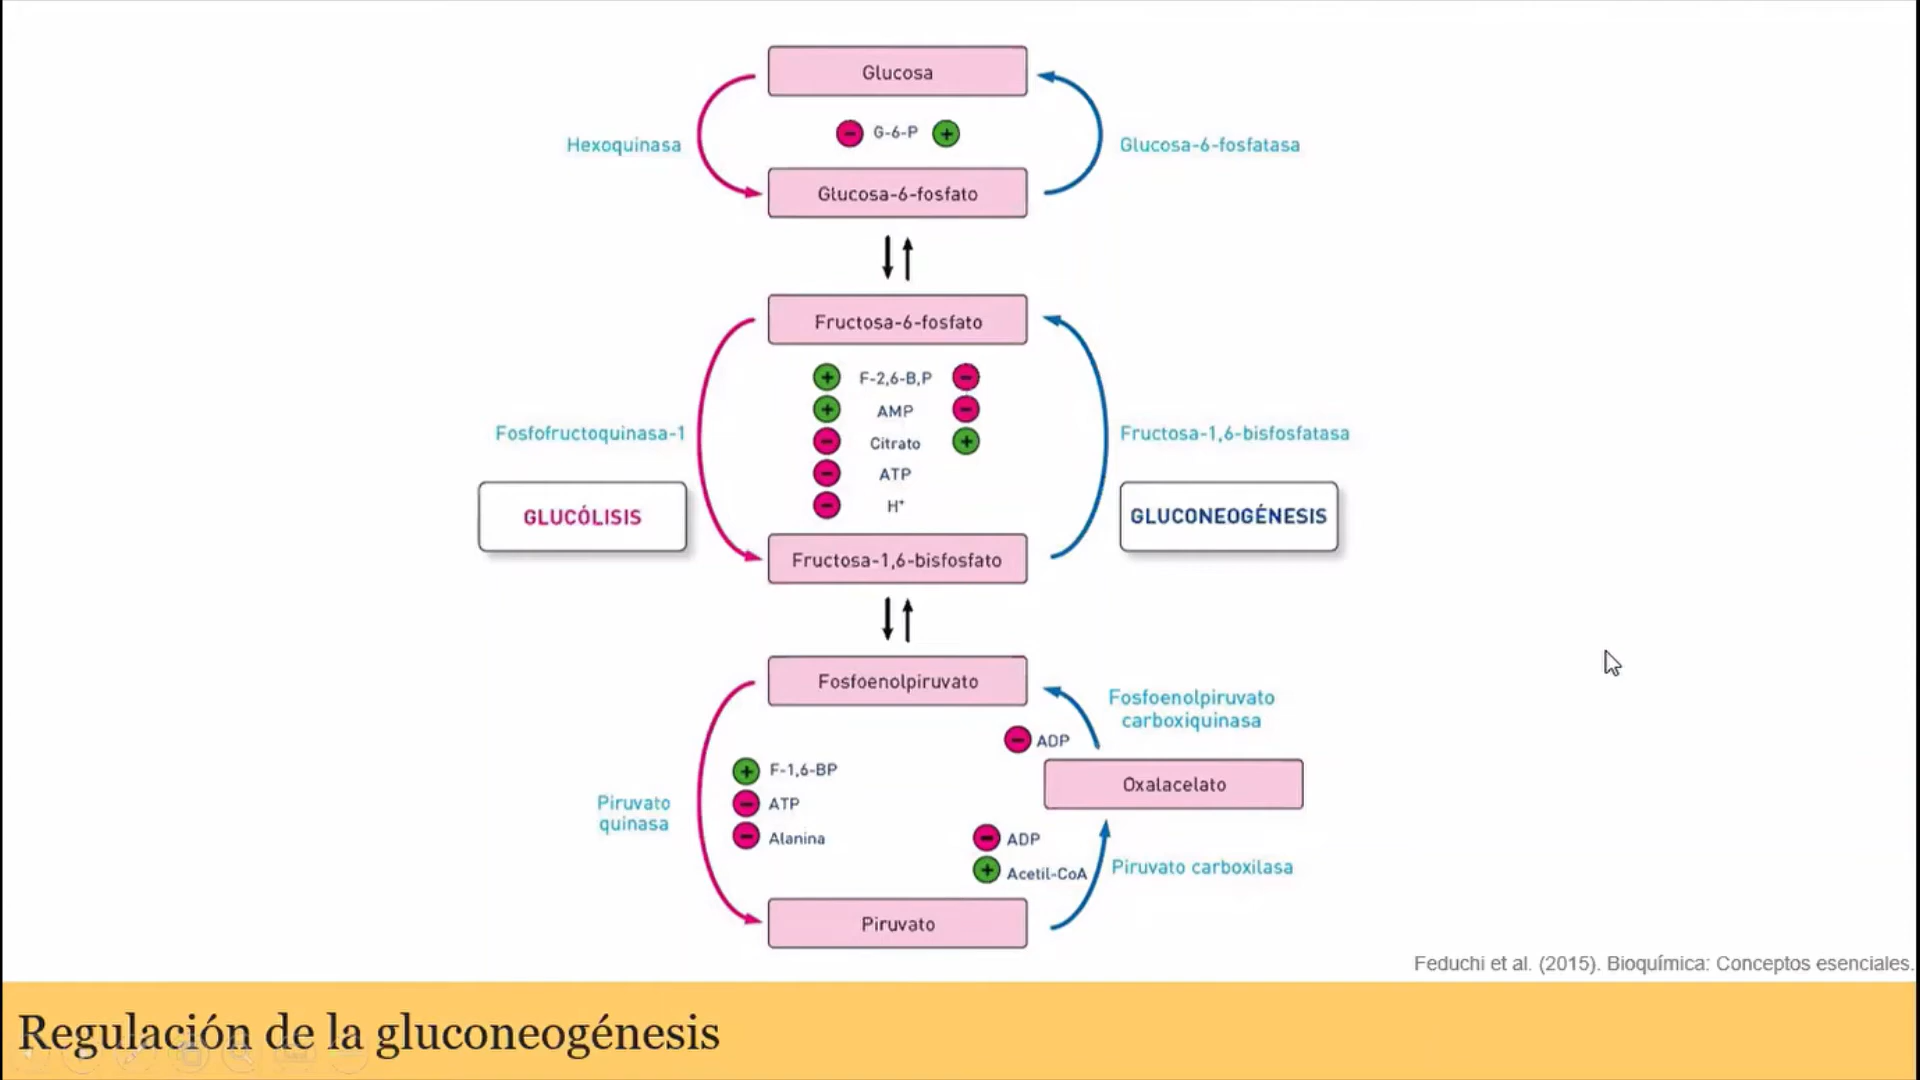 Glucosa
G-6-P
Hexoquinasa
Glucosa-6-fosfatasa
Glucosa-6-fosfato
Fructosa-6-fosfato
F-2,6-B,P
AMP
Citrato
ATP
H⁺
Fosfofructoquinasa-1
Fructosa-1,6-bisfosfatasa
GLUCÓLISIS
GLUCONEOGÉNESIS
Fructosa-1,6-bisfosfato
Fosfoenolpiruvato
Fosfoenolpiruvato
carboxiquinasa
ADP
Oxalacelato
F-1,6-BP
ATP
Alanina
Piruvato
quinasa
ADP
Acetil-CoA
Piruvato carboxilasa
Piruvato
Feduchi et al. (2015). Bioquímica: Conceptos esenciales.
Regulación de la gluconeogénesis